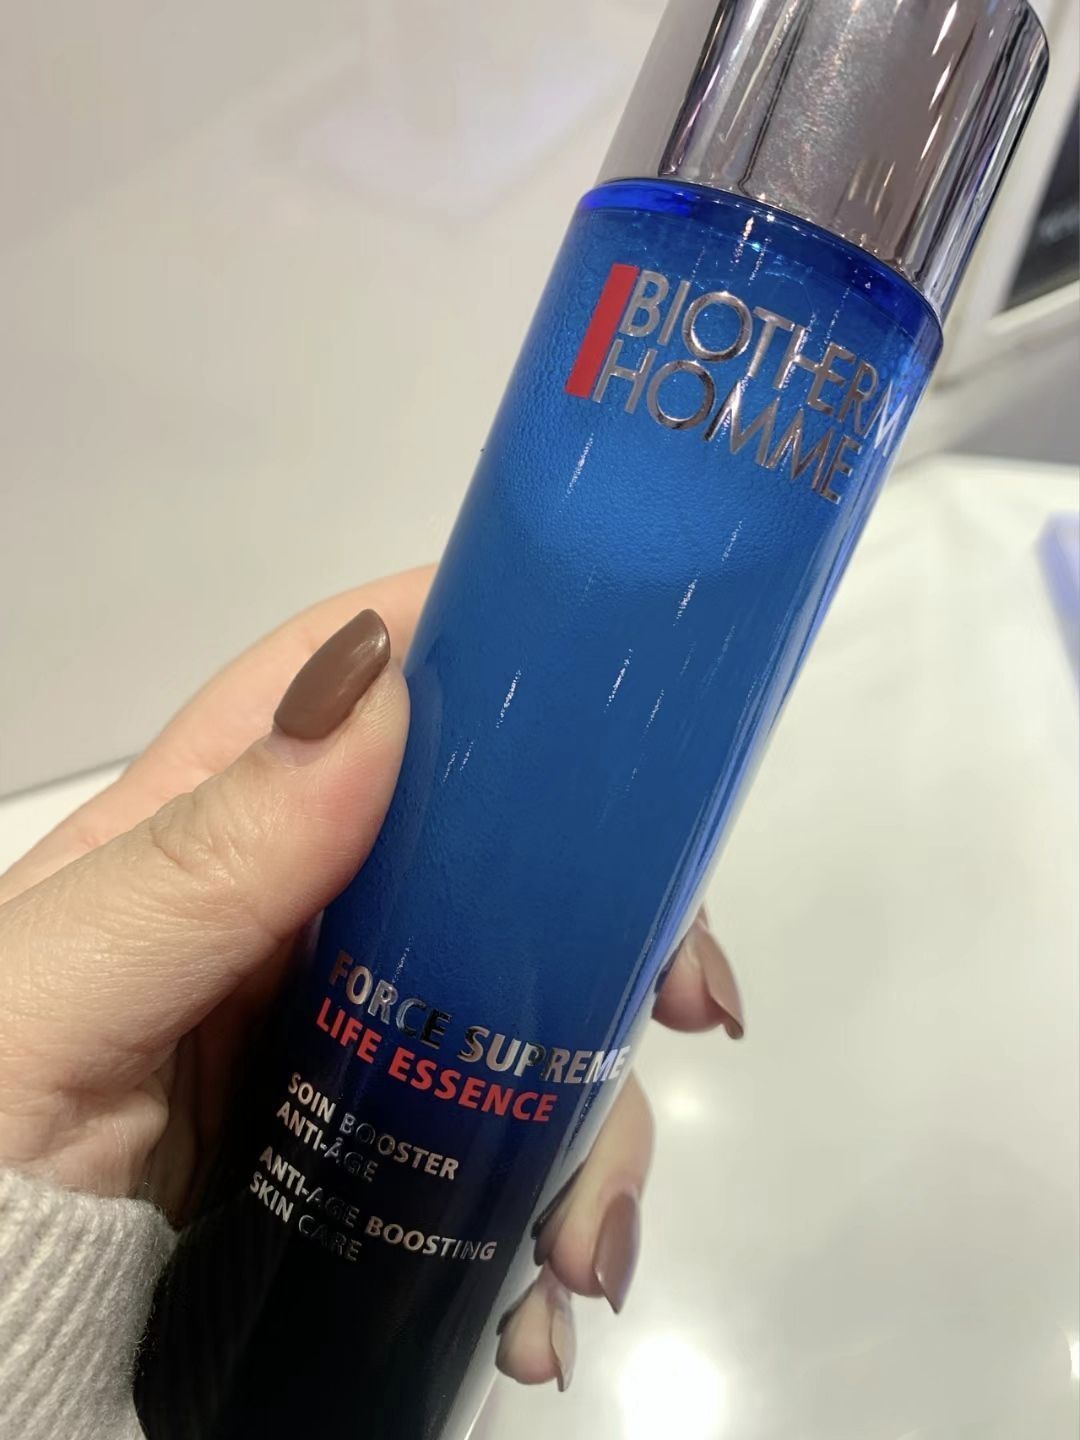 BIOTHERM
HOMME
FORCE SUPREME
LIFE ESSENCE
SOIN BOOSTER
ANTI-ÂGE
ANTI-AGE BOOSTING
SKIN CARE